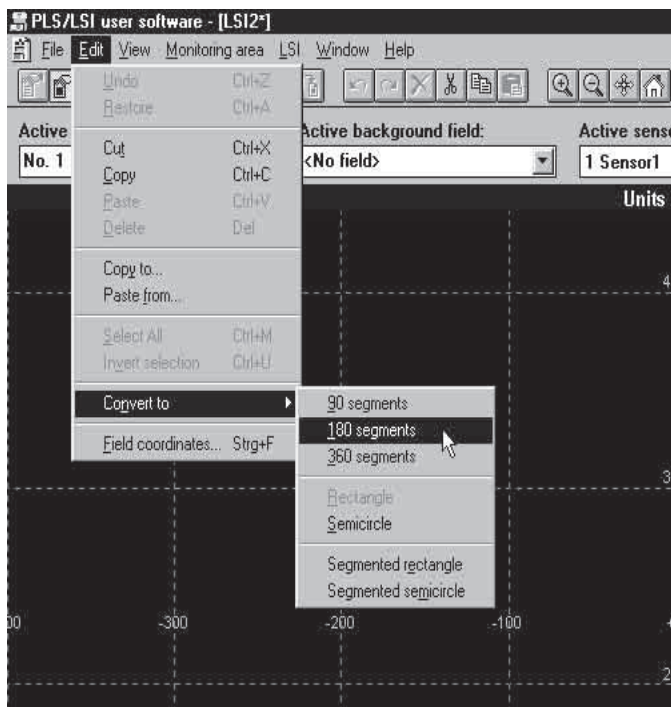 PLS/LSI user software - [LSI2*]
File Edit View Monitoring area LSI Window Help
Active
Active background field:
Active sens
No. 1
<No field>
1 Sensor1
Units
Undo Ctrl+Z
Restore Ctrl+A
Cut Ctrl+X
Copy Ctrl+C
Paste Ctrl+V
Delete Del
Copy to...
Paste from...
Select All Ctrl+M
Invert selection Ctrl+U
Convert to
Field coordinates... Strg+F
90 segments
180 segments
360 segments
Rectangle
Semicircle
Segmented rectangle
Segmented semicircle
4
3
00 -300 -200 -100
2